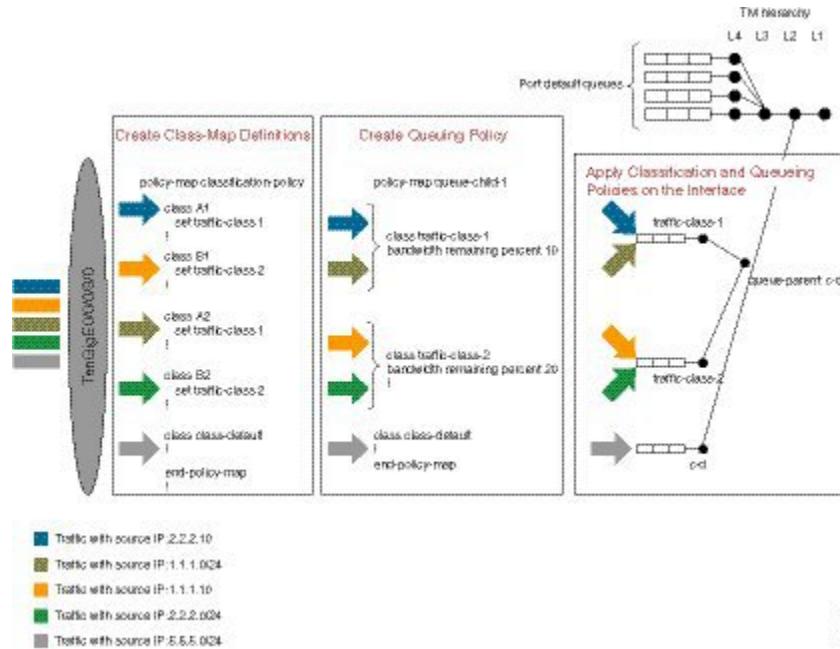 TM hierarchy
L4 L3 L2 L1
Port default queues
Create Class-Map Definitions
policy-map classification-policy
class A1
set traffic-class-1
!
class B1
set traffic-class-2
!
class A2
set traffic-class-1
!
class B2
set traffic-class-2
!
class class-default
!
end-policy-map
!
Create Queuing Policy
policy-map queue-child-1
class traffic-class-1
bandwidth remaining percent 10
class traffic-class-2
bandwidth remaining percent 20
!
class class-default
!
end-policy-map
Apply Classification and Queueing
Policies on the Interface
traffic-class-1
queue-parent c-d
traffic-class-2
c-d
TenGigE0/0/0/0
Traffic with source IP:2.2.2.10
Traffic with source IP:1.1.1.0/24
Traffic with source IP:1.1.1.10
Traffic with source IP:2.2.2.0/24
Traffic with source IP:5.5.5.0/24